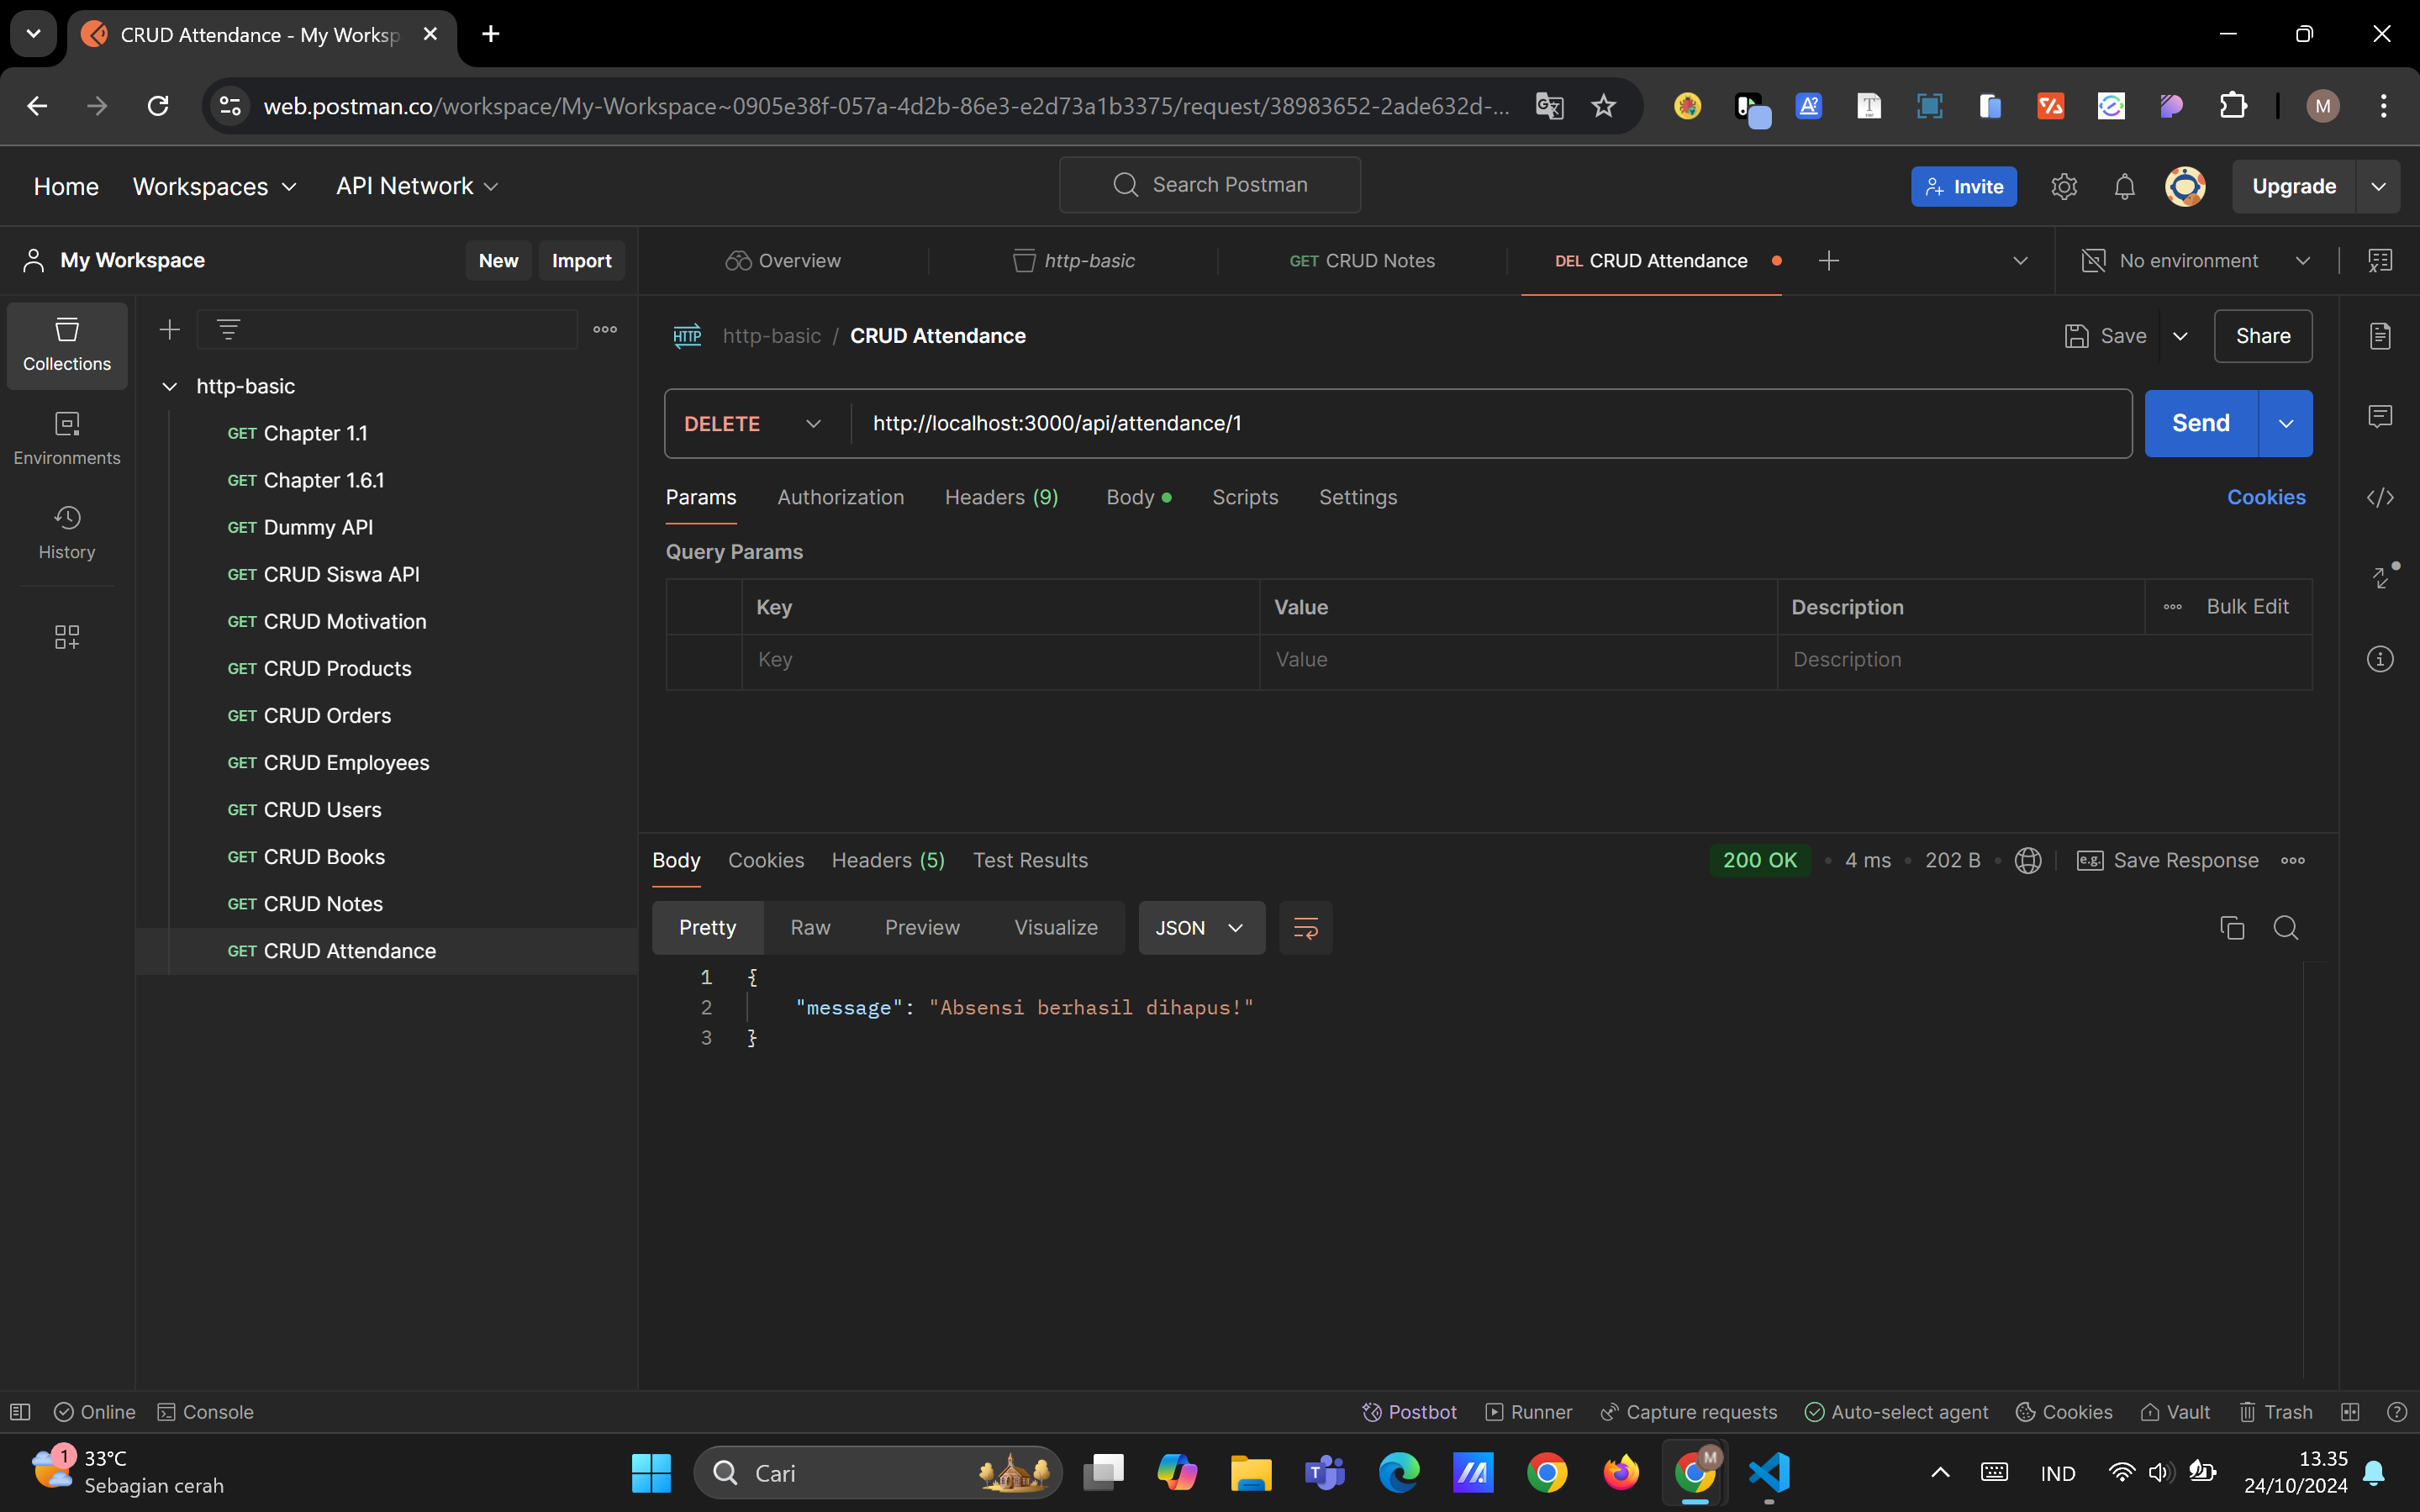 CRUD Attendance - My Worksp
web.postman.co/workspace/My-Workspace~0905e38f-057a-4d2b-86e3-e2d73a1b3375/request/38983652-2ade632d-...
M
Home
Workspaces
API Network
Search Postman
Invite
Upgrade
My Workspace
New
Import
Overview
http-basic
GET CRUD Notes
DEL CRUD Attendance
No environment
Collections
Environments
History
http-basic
GET Chapter 1.1
GET Chapter 1.6.1
GET Dummy API
GET CRUD Siswa API
GET CRUD Motivation
GET CRUD Products
GET CRUD Orders
GET CRUD Employees
GET CRUD Users
GET CRUD Books
GET CRUD Notes
GET CRUD Attendance
HTTP http-basic / CRUD Attendance
Save
Share
DELETE http://localhost:3000/api/attendance/1
Send
Params
Authorization
Headers (9)
Body
Scripts
Settings
Cookies
Query Params
Key Value Description Bulk Edit
Key Value Description
Body
Cookies
Headers (5)
Test Results
200 OK • 4 ms • 202 B
e.g. Save Response
Pretty
Raw
Preview
Visualize
JSON
1 {
2 "message": "Absensi berhasil dihapus!"
3 }
Online
Console
Postbot
Runner
Capture requests
Auto-select agent
Cookies
Vault
Trash
1
33°C
Sebagian cerah
Cari
M
IND
13.35
24/10/2024